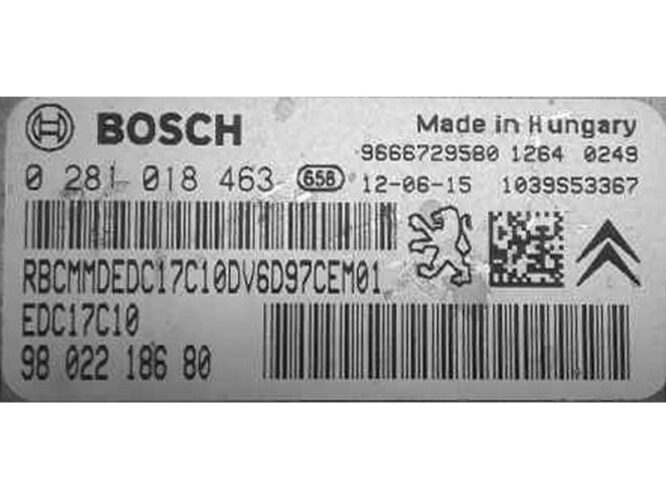 BOSCH
Made in Hungary
9666729580 1264 0249
0 281 018 463 658 12-06-15 1039S53367
RBCMMDEDC17C10DV6D97CEM01
EDC17C10
98 022 186 80